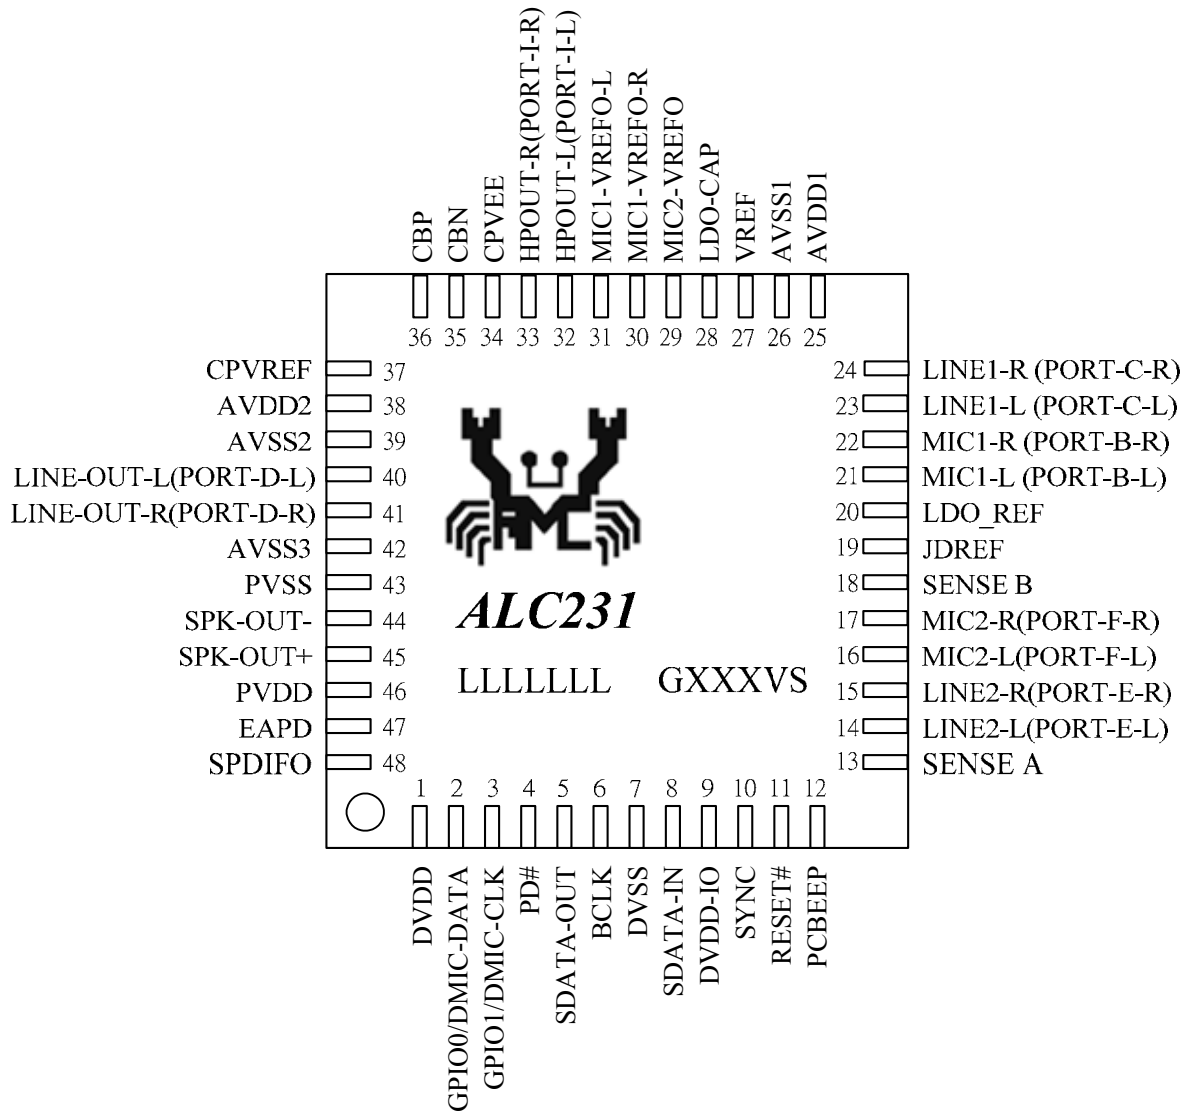 CBP
CBN
CPVEE
HPOUT-R(PORT-I-R)
HPOUT-L(PORT-I-L)
MIC1-VREFO-L
MIC1-VREFO-R
MIC2-VREFO
LDO-CAP
VREF
AVSS1
AVDD1
36 35 34 33 32 31 30 29 28 27 26 25
CPVREF 37
AVDD2 38
AVSS2 39
LINE-OUT-L(PORT-D-L) 40
LINE-OUT-R(PORT-D-R) 41
AVSS3 42
PVSS 43
SPK-OUT- 44
SPK-OUT+ 45
PVDD 46
EAPD 47
SPDIFO 48
ALC231
LLLLLLL GXXXVS
24 LINE1-R (PORT-C-R)
23 LINE1-L (PORT-C-L)
22 MIC1-R (PORT-B-R)
21 MIC1-L (PORT-B-L)
20 LDO_REF
19 JDREF
18 SENSE B
17 MIC2-R(PORT-F-R)
16 MIC2-L(PORT-F-L)
15 LINE2-R(PORT-E-R)
14 LINE2-L(PORT-E-L)
13 SENSE A
1 2 3 4 5 6 7 8 9 10 11 12
DVDD
GPIO0/DMIC-DATA
GPIO1/DMIC-CLK
PD#
SDATA-OUT
BCLK
DVSS
SDATA-IN
DVDD-IO
SYNC
RESET#
PCBEEP